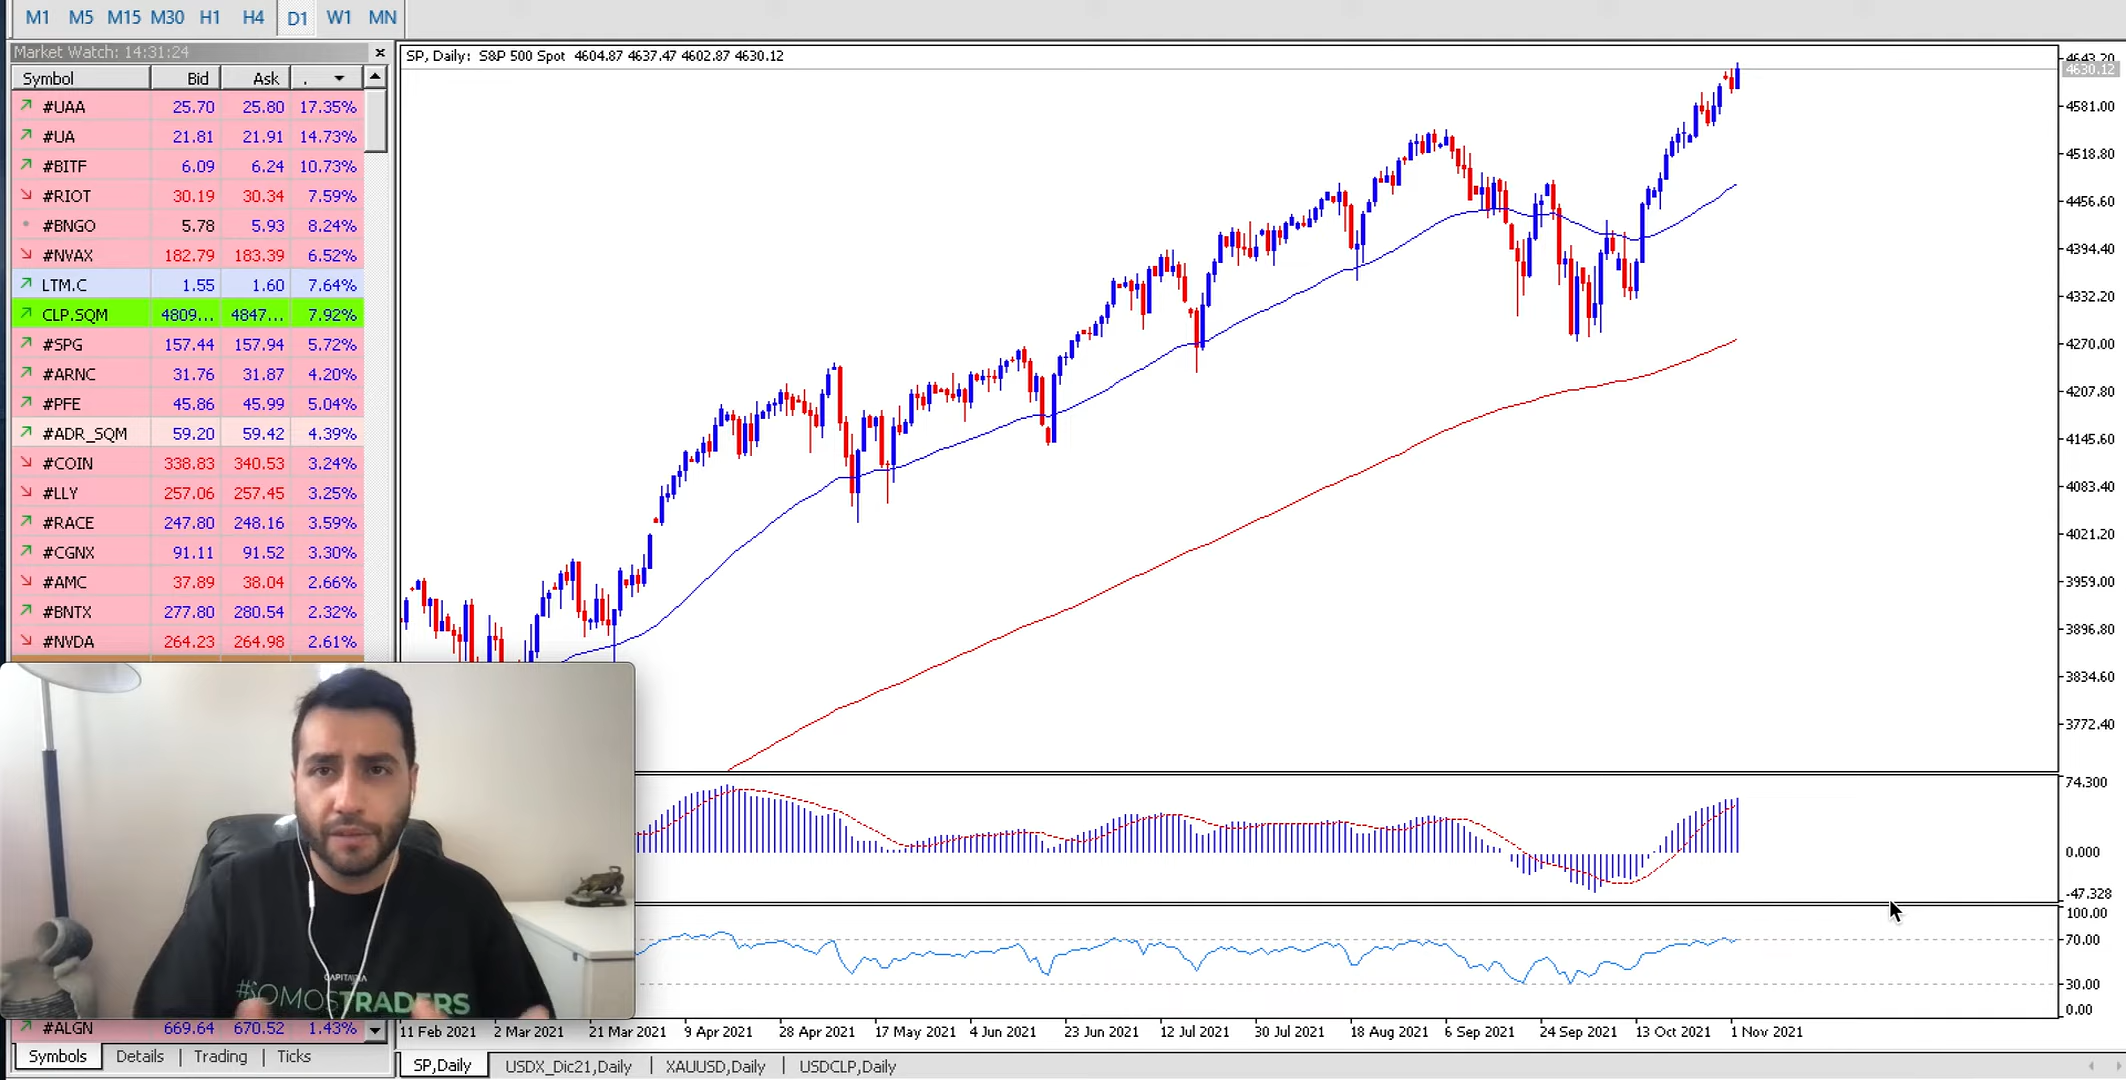 M1 M5 M15 M30 H1 H4 D1 W1 MN
Market Watch: 14:31:24
Symbol Bid Ask .
#UAA 25.70 25.80 17.35%
#UA 21.81 21.91 14.73%
#BITF 6.09 6.24 10.73%
#RIOT 30.19 30.34 7.59%
#BNGO 5.78 5.93 8.24%
#NVAX 182.79 183.39 6.52%
LTM.C 1.55 1.60 7.64%
CLP.SQM 4809... 4847... 7.92%
#SPG 157.44 157.94 5.72%
#ARNC 31.76 31.87 4.20%
#PFE 45.86 45.99 5.04%
#ADR_SQM 59.20 59.42 4.39%
#COIN 338.83 340.53 3.24%
#LLY 257.06 257.45 3.25%
#RACE 247.80 248.16 3.59%
#CGNX 91.11 91.52 3.30%
#AMC 37.89 38.04 2.66%
#BNTX 277.80 280.54 2.32%
#NVDA 264.23 264.98 2.61%
#ALGN 669.64 670.52 1.43%
Symbols Details Trading Ticks
SP, Daily: S&P 500 Spot 4604.87 4637.47 4602.87 4630.12
4643.20
4630.12
4581.00
4518.80
4456.60
4394.40
4332.20
4270.00
4207.80
4145.60
4083.40
4021.20
3959.00
3896.80
3834.60
3772.40
74.300
0.000
-47.328
100.00
70.00
30.00
0.00
11 Feb 2021 2 Mar 2021 21 Mar 2021 9 Apr 2021 28 Apr 2021 17 May 2021 4 Jun 2021 23 Jun 2021 12 Jul 2021 30 Jul 2021 18 Aug 2021 6 Sep 2021 24 Sep 2021 13 Oct 2021 1 Nov 2021
SP,Daily USDX_Dic21,Daily XAUUSD,Daily USDCLP,Daily
CAPITARIA
#SOMOSTRADERS